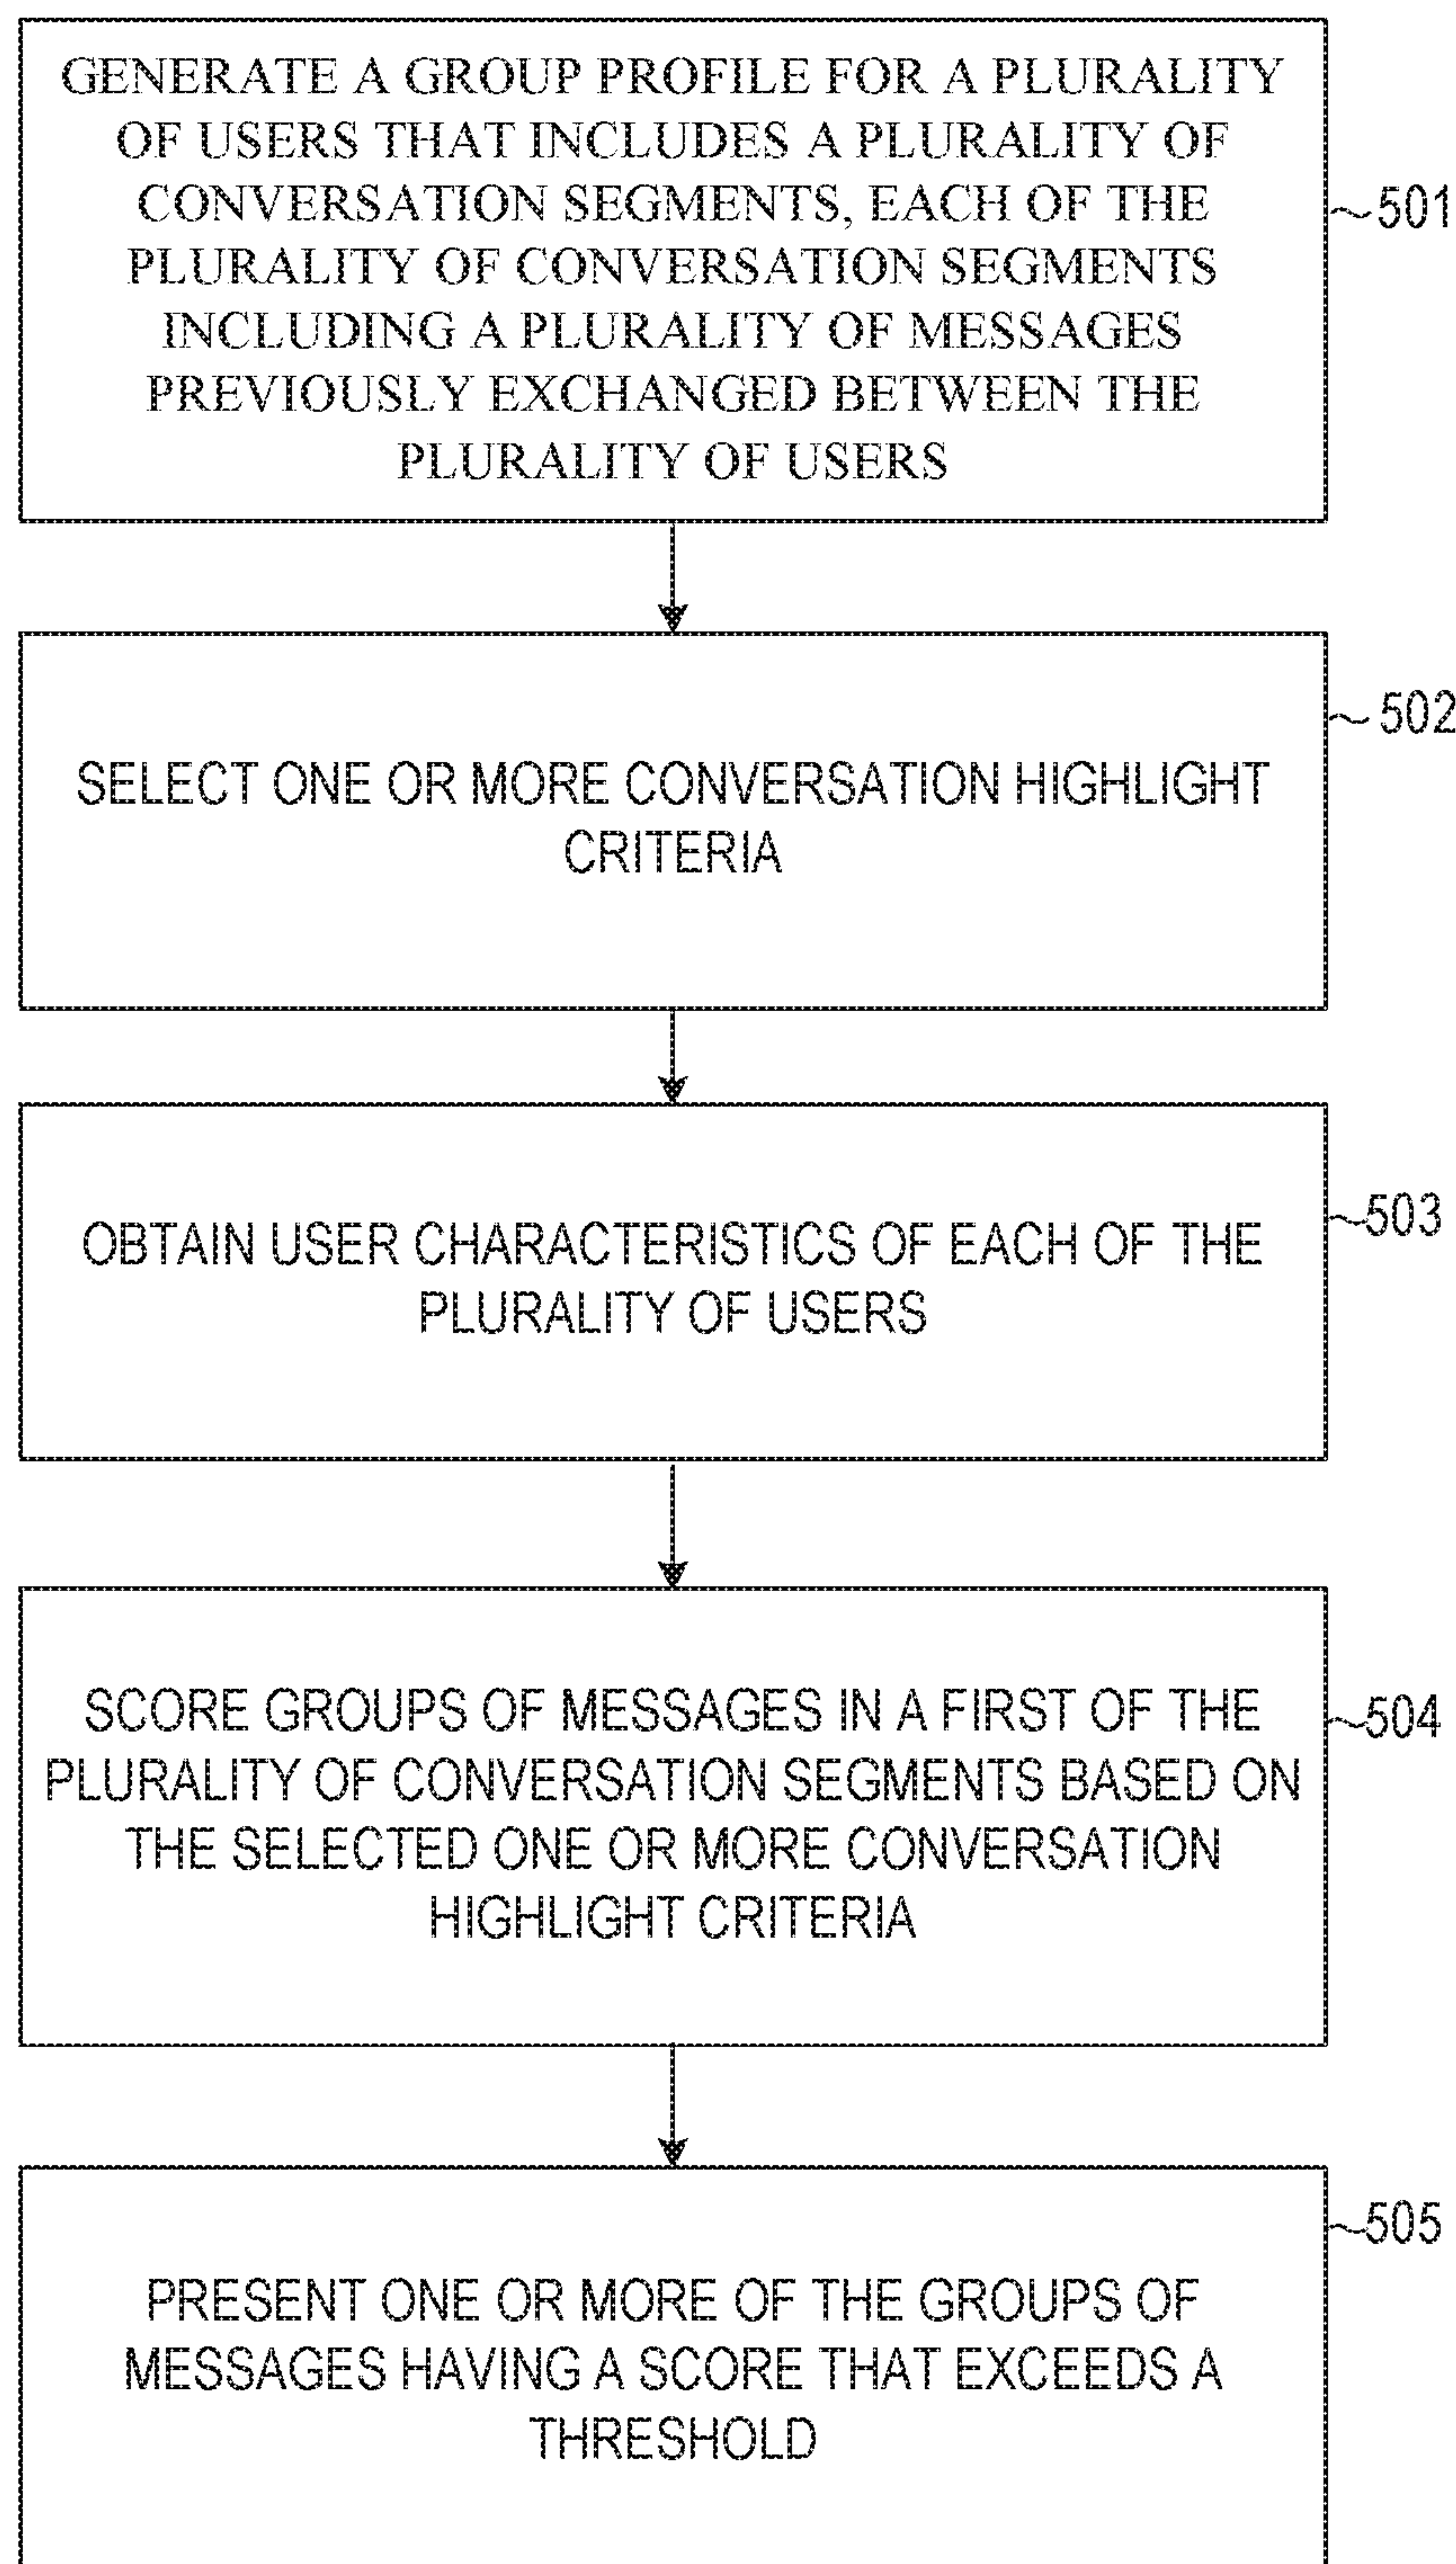 GENERATE A GROUP PROFILE FOR A PLURALITY
OF USERS THAT INCLUDES A PLURALITY OF
CONVERSATION SEGMENTS, EACH OF THE
PLURALITY OF CONVERSATION SEGMENTS
INCLUDING A PLURALITY OF MESSAGES
PREVIOUSLY EXCHANGED BETWEEN THE
PLURALITY OF USERS
501
SELECT ONE OR MORE CONVERSATION HIGHLIGHT
CRITERIA
502
OBTAIN USER CHARACTERISTICS OF EACH OF THE
PLURALITY OF USERS
503
SCORE GROUPS OF MESSAGES IN A FIRST OF THE
PLURALITY OF CONVERSATION SEGMENTS BASED ON
THE SELECTED ONE OR MORE CONVERSATION
HIGHLIGHT CRITERIA
504
PRESENT ONE OR MORE OF THE GROUPS OF
MESSAGES HAVING A SCORE THAT EXCEEDS A
THRESHOLD
505